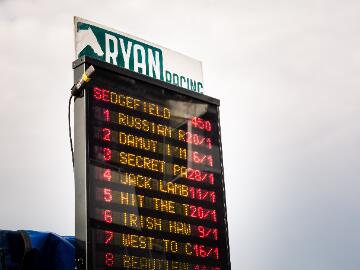 RYAN
RACING
SEDGEFIELD 450
1 RUSSIAN R20/1
2 DAMUT I'M 6/1
3 SECRET PA28/1
4 JACK LAMB11/1
5 HIT THE T20/1
6 IRISH HAW 9/1
7 WEST TO C16/1
8